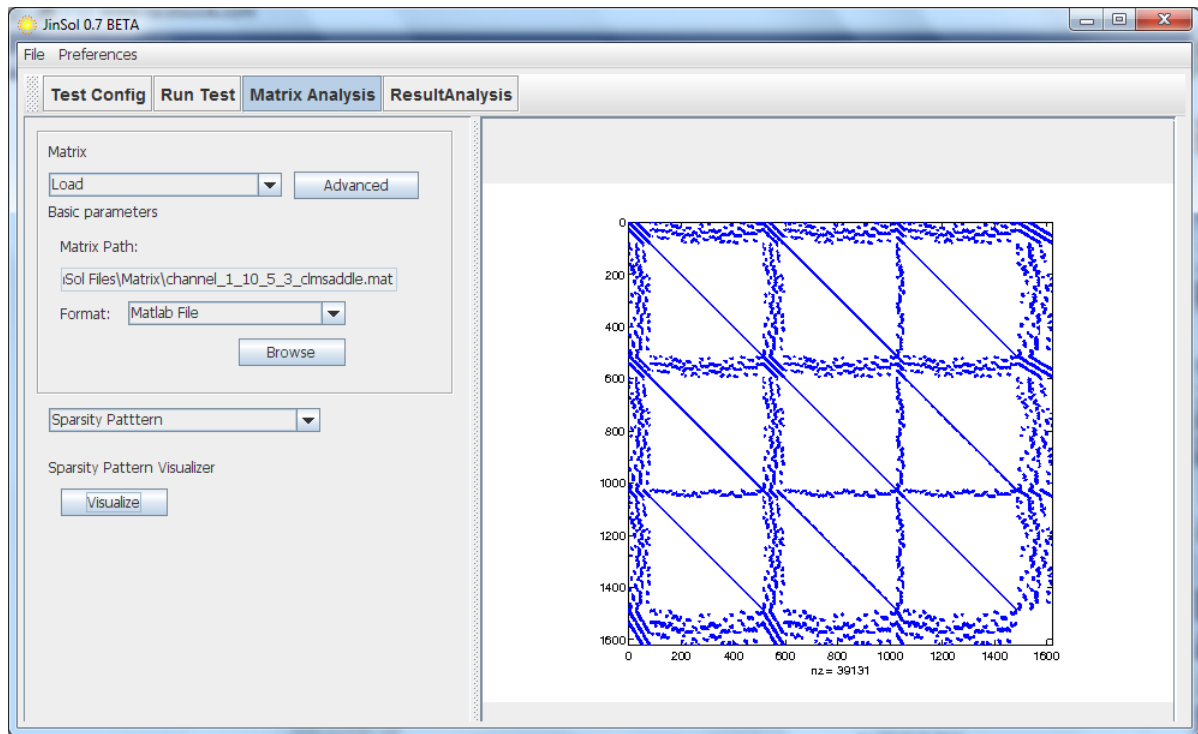 JinSol 0.7 BETA
File Preferences
Test Config Run Test Matrix Analysis ResultAnalysis
Matrix
Load Advanced
Basic parameters
Matrix Path:
iSol Files\Matrix\channel_1_10_5_3_clmsaddle.mat
Format: Matlab File
Browse
Sparsity Patttern
Sparsity Pattern Visualizer
Visualize
0
200
400
600
800
1000
1200
1400
1600
0 200 400 600 800 1000 1200 1400 1600
nz = 39131